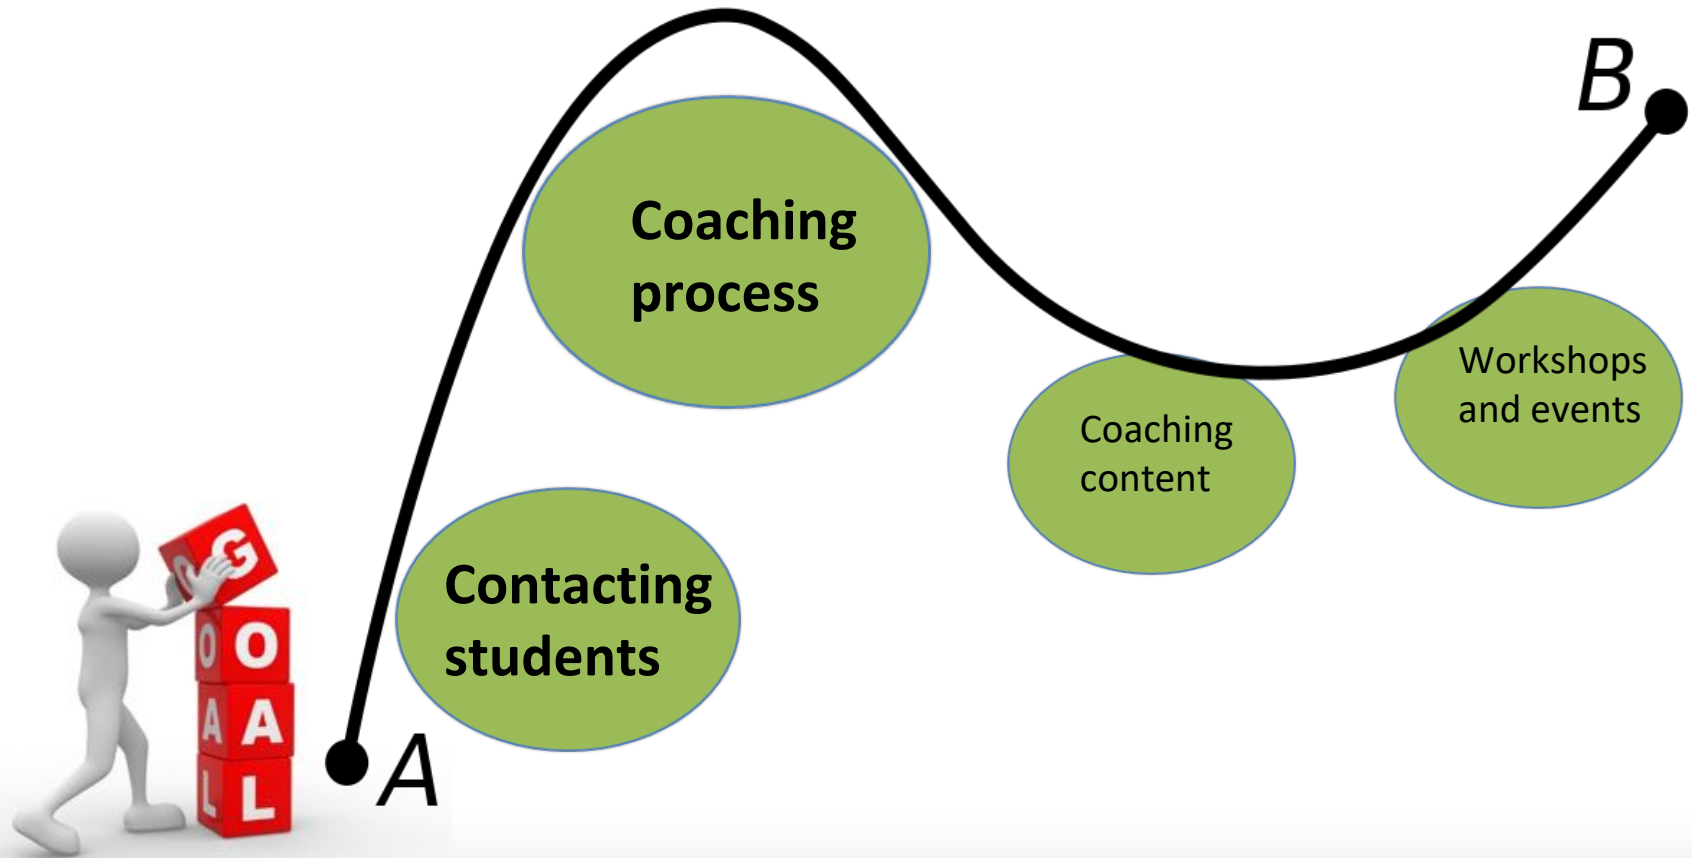 B
Coaching
process
Workshops
and events
Coaching
content
Contacting
students
A
G
O O
A A
L L